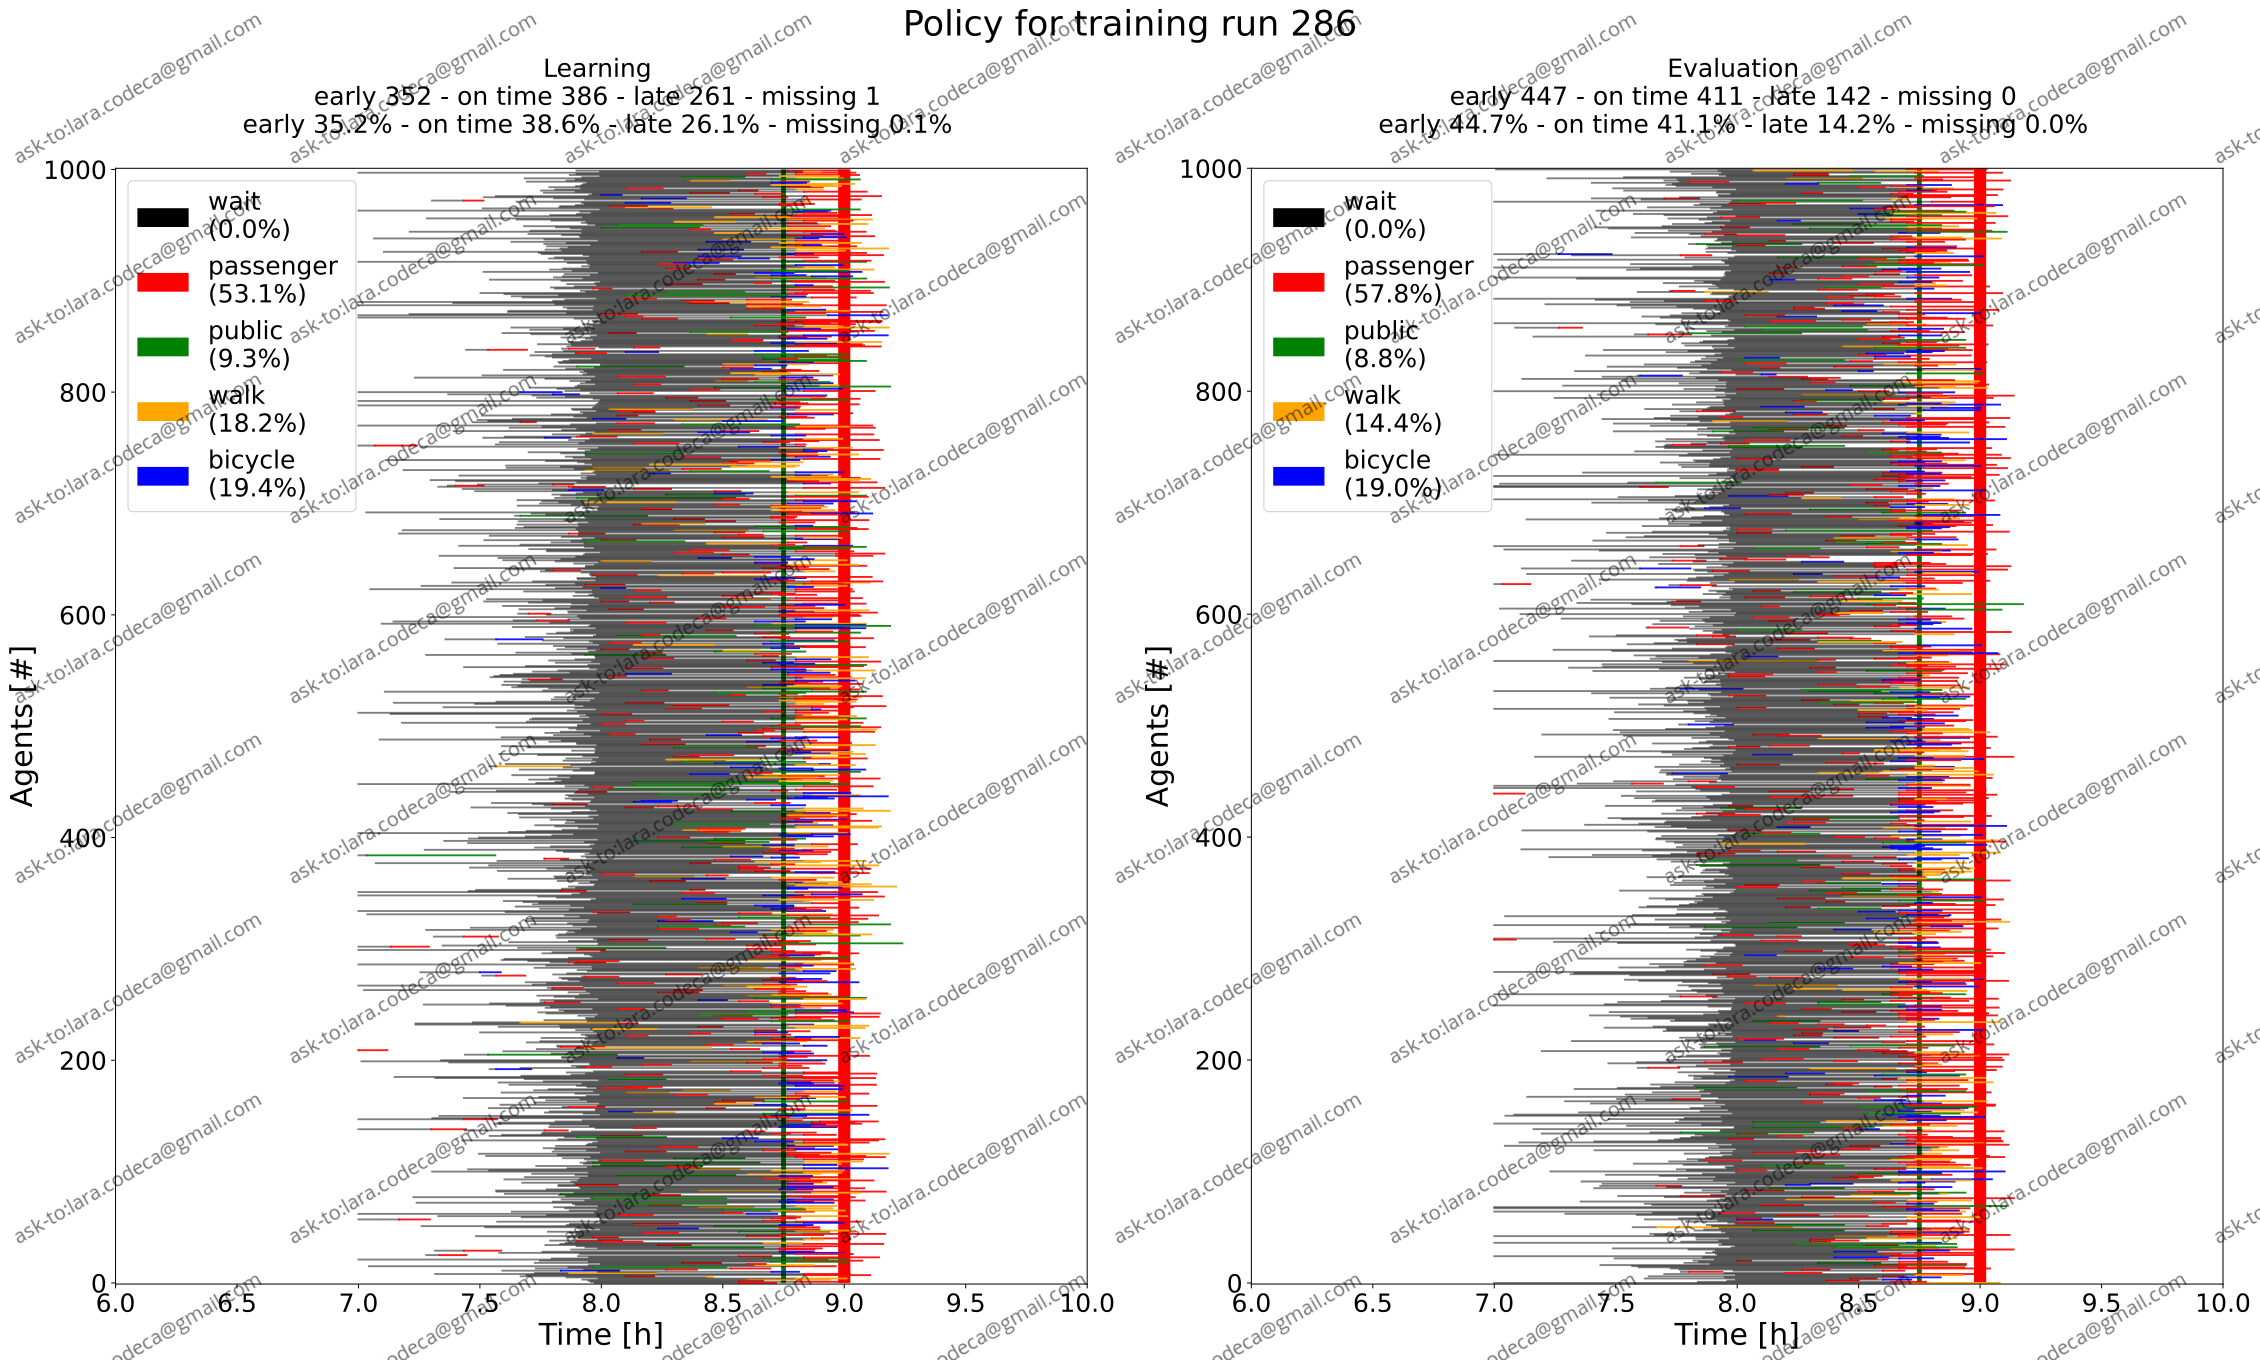 Policy for training run 286
Learning
early 352 - on time 386 - late 261 - missing 1
early 35.2% - on time 38.6% - late 26.1% - missing 0.1%
Evaluation
early 447 - on time 411 - late 142 - missing 0
early 44.7% - on time 41.1% - late 14.2% - missing 0.0%
wait
(0.0%)
passenger
(53.1%)
public
(9.3%)
walk
(18.2%)
bicycle
(19.4%)
wait
(0.0%)
passenger
(57.8%)
public
(8.8%)
walk
(14.4%)
bicycle
(19.0%)
Agents [#]
1000
800
600
400
200
0
6.0 6.5 7.0 7.5 8.0 8.5 9.0 9.5 10.0
Time [h]
Agents [#]
1000
800
600
400
200
0
6.0 6.5 7.0 7.5 8.0 8.5 9.0 9.5 10.0
Time [h]
ask-to:lara.codeca@gmail.com